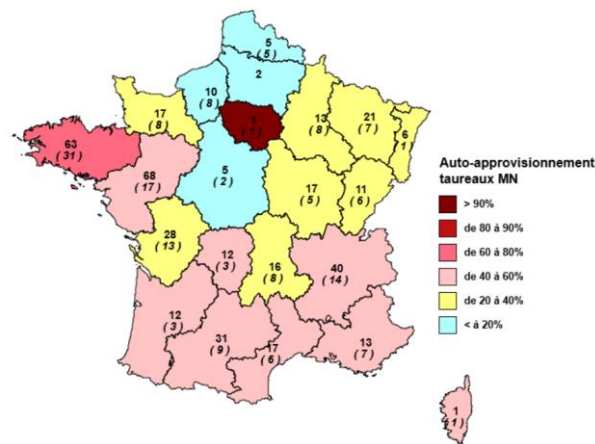 5
( 5 )
2
10
( 8 )
17
( 8 )
1
( 1 )
13
( 8 )
21
( 7 )
6
1
63
( 31 )
68
( 17 )
5
( 2 )
17
( 5 )
11
( 6 )
28
( 13 )
12
( 3 )
16
( 8 )
40
( 14 )
12
( 3 )
31
( 9 )
17
( 6 )
13
( 7 )
1
( 1 )
Auto-approvisionnement
taureaux MN
> 90%
de 80 à 90%
de 60 à 80%
de 40 à 60%
de 20 à 40%
< à 20%